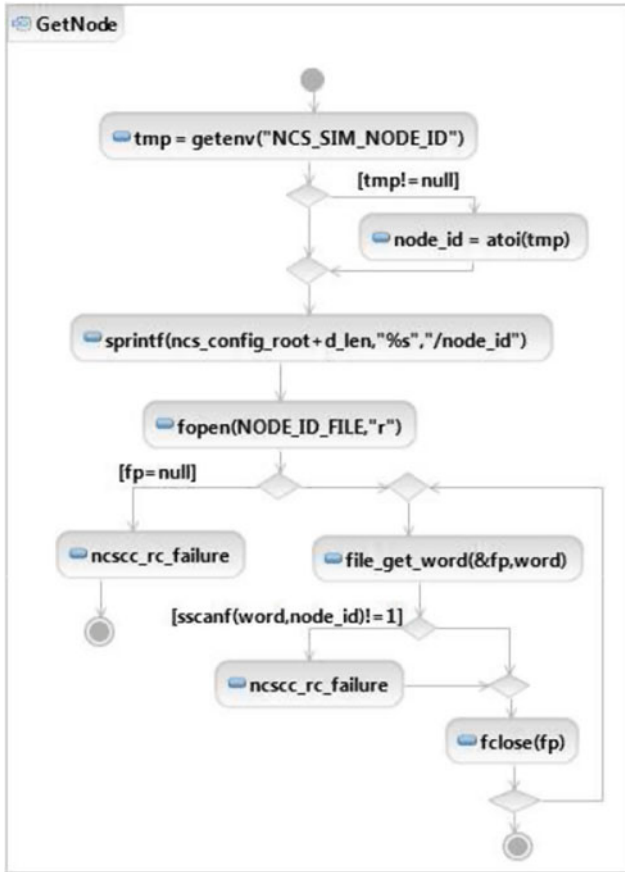 GetNode
tmp = getenv("NCS_SIM_NODE_ID")
[tmp!=null]
node_id = atoi(tmp)
sprintf(ncs_config_root+d_len,"%s","/node_id")
fopen(NODE_ID_FILE,"r")
[fp=null]
ncscc_rc_failure
file_get_word(&fp,word)
[sscanf(word,node_id)!=1]
ncscc_rc_failure
fclose(fp)